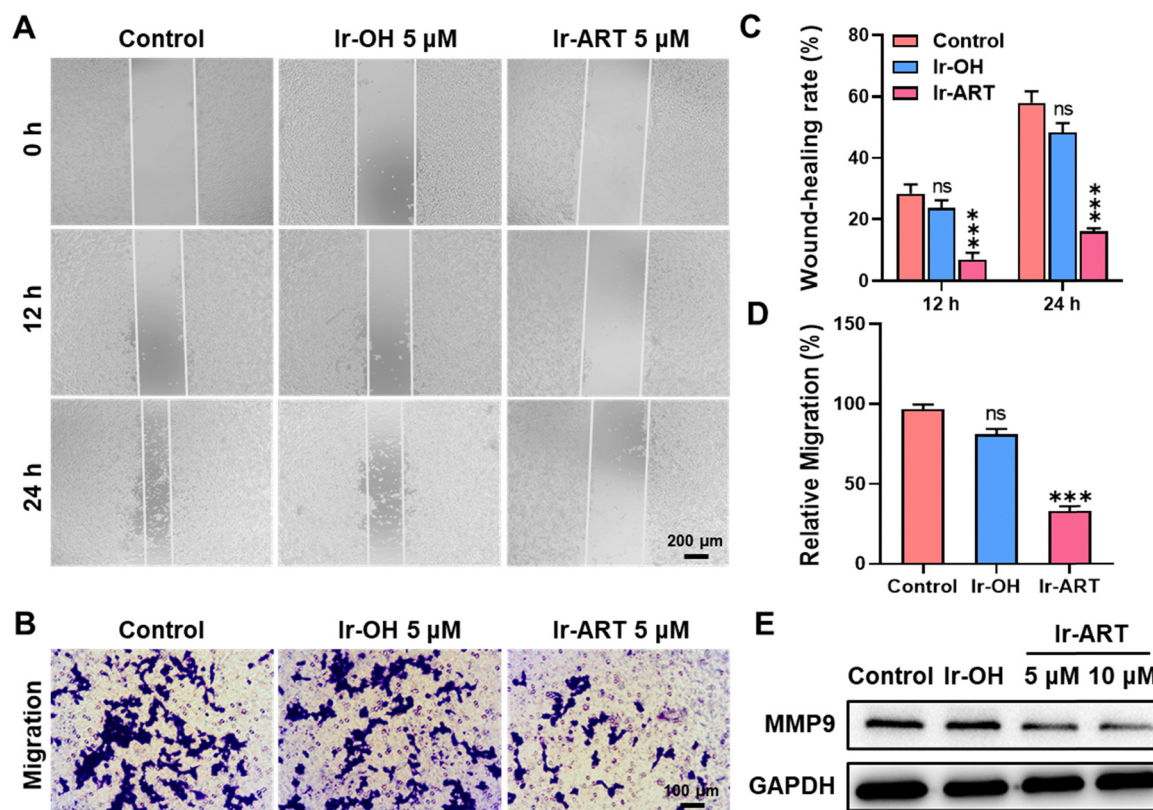 A
Control
Ir-OH 5 µM
Ir-ART 5 µM
0 h
12 h
24 h
200 µm
B
Control
Ir-OH 5 µM
Ir-ART 5 µM
Migration
100 µm
C
Wound-healing rate (%)
80
60
40
20
0
Control
Ir-OH
Ir-ART
ns
***
ns
***
12 h
24 h
D
Relative Migration (%)
150
100
50
0
ns
***
Control
Ir-OH
Ir-ART
E
Ir-ART
Control Ir-OH 5 µM 10 µM
MMP9
GAPDH